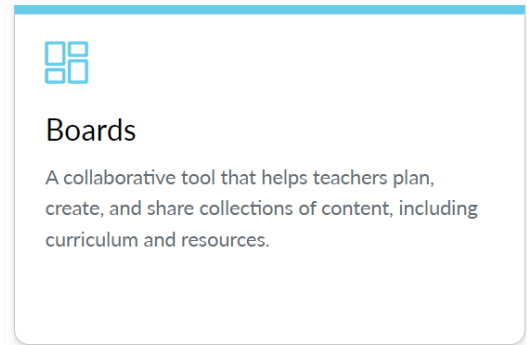 Boards
A collaborative tool that helps teachers plan,
create, and share collections of content, including
curriculum and resources.